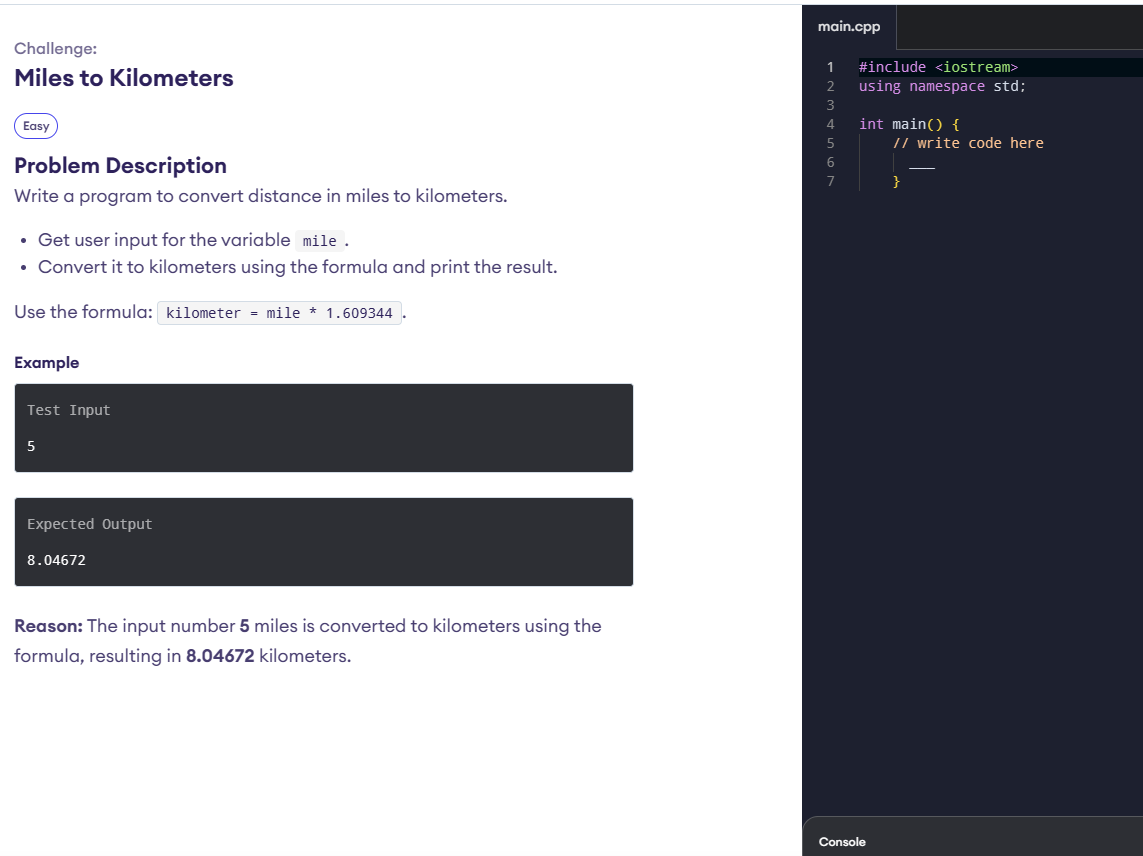 Challenge:
Miles to Kilometers
Easy
Problem Description
Write a program to convert distance in miles to kilometers.
• Get user input for the variable mile .
• Convert it to kilometers using the formula and print the result.
Use the formula: kilometer = mile * 1.609344 .
Example
Test Input
5
Expected Output
8.04672
Reason: The input number 5 miles is converted to kilometers using the
formula, resulting in 8.04672 kilometers.
main.cpp
1 #include <iostream>
2 using namespace std;
3
4 int main() {
5 // write code here
6 ___
7 }
Console